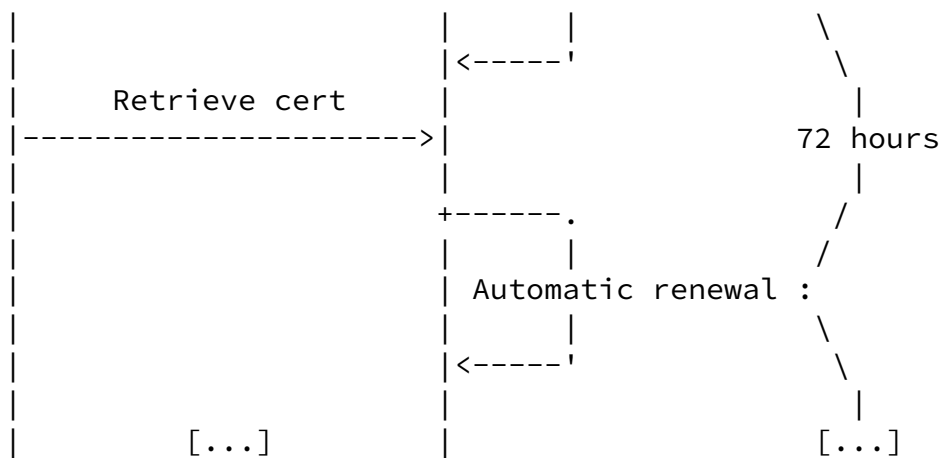 Retrieve cert
72 hours
Automatic renewal :
[...] [...]